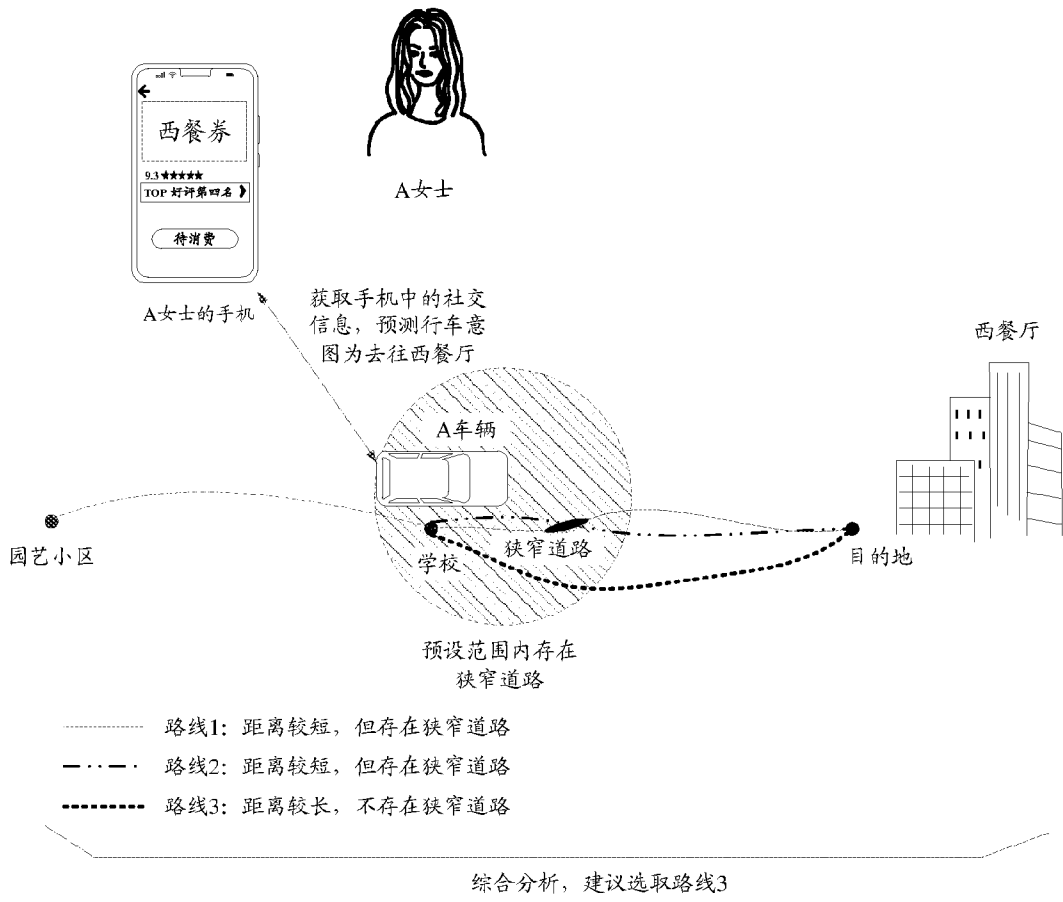 西餐券
9.3 ★★★★★
TOP 好评第四名 ❯
待消费
A女士的手机
A女士
获取手机中的社交
信息，预测行车意
图为去往西餐厅
西餐厅
A车辆
园艺小区
学校
狭窄道路
目的地
预设范围内存在
狭窄道路
路线1：距离较短，但存在狭窄道路
路线2：距离较短，但存在狭窄道路
路线3：距离较长，不存在狭窄道路
综合分析，建议选取路线3